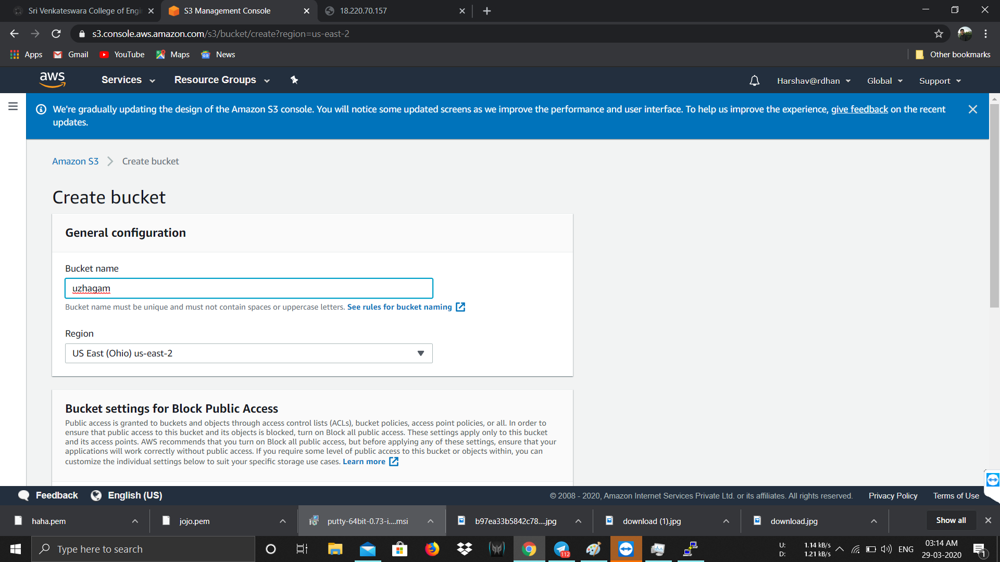 Sri Venkateswara College of Engi
S3 Management Console
18.220.70.157
s3.console.aws.amazon.com/s3/bucket/create?region=us-east-2
Apps
Gmail
YouTube
Maps
News
Other bookmarks
aws
Services
Resource Groups
Harshav@rdhan
Global
Support
We're gradually updating the design of the Amazon S3 console. You will notice some updated screens as we improve the performance and user interface. To help us improve the experience, give feedback on the recent
updates.
Amazon S3
Create bucket
Create bucket
General configuration
Bucket name
uzhagam
Bucket name must be unique and must not contain spaces or uppercase letters. See rules for bucket naming
Region
US East (Ohio) us-east-2
Bucket settings for Block Public Access
Public access is granted to buckets and objects through access control lists (ACLs), bucket policies, access point policies, or all. In order to
ensure that public access to this bucket and its objects is blocked, turn on Block all public access. These settings apply only to this bucket
and its access points. AWS recommends that you turn on Block all public access, but before applying any of these settings, ensure that your
applications will work correctly without public access. If you require some level of public access to this bucket or objects within, you can
customize the individual settings below to suit your specific storage use cases. Learn more
Feedback
English (US)
© 2008 - 2020, Amazon Internet Services Private Ltd. or its affiliates. All rights reserved.
Privacy Policy
Terms of Use
haha.pem
jojo.pem
putty-64bit-0.73-i....msi
b97ea33b5842c78....jpg
download (1).jpg
download.jpg
Show all
Type here to search
112
U: 1.14 kB/s
D: 1.21 kB/s
ENG
03:14 AM
29-03-2020
1